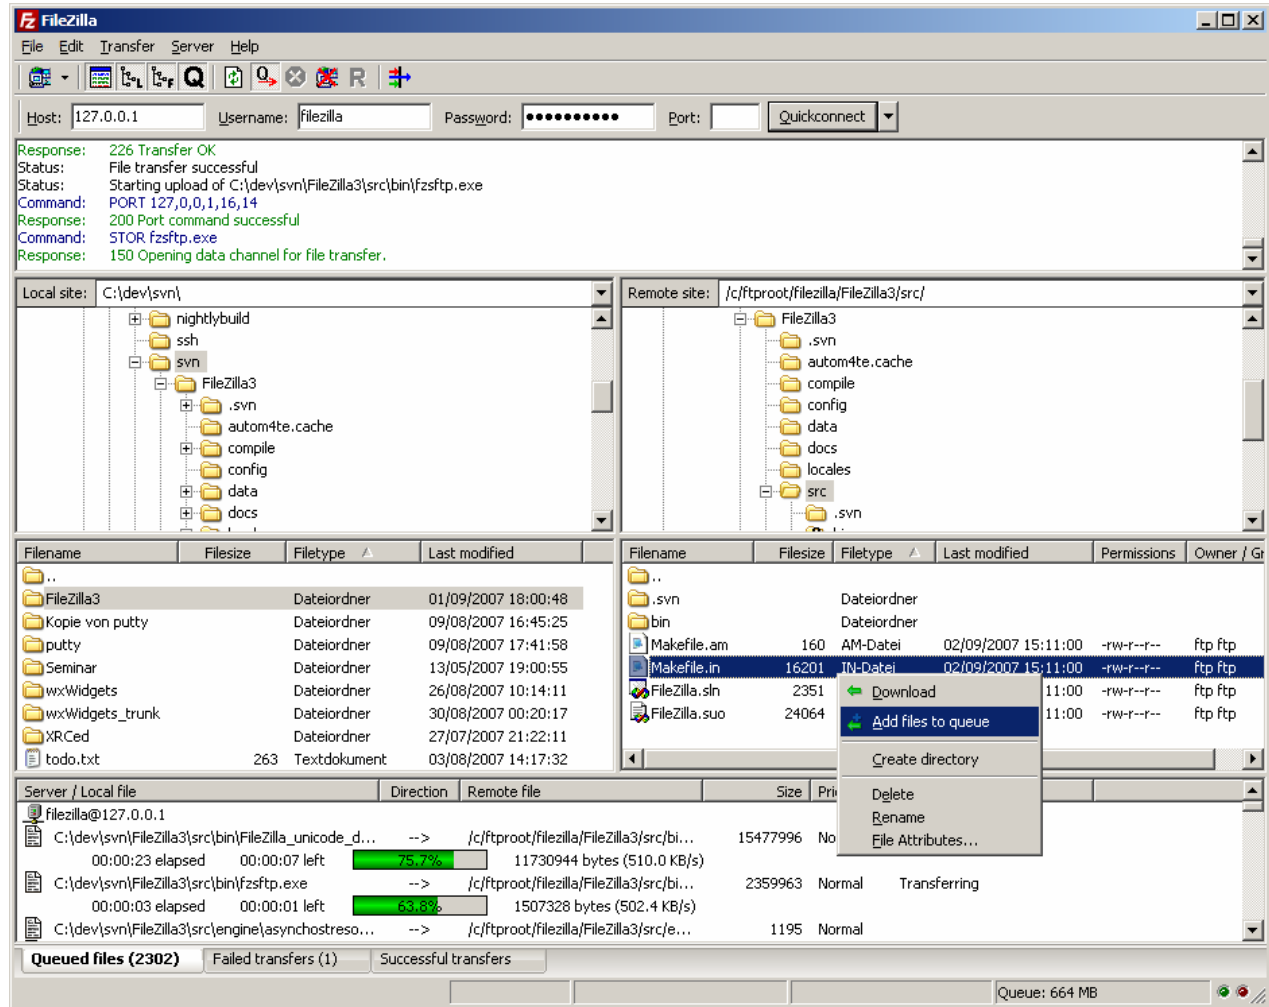 FileZilla
File Edit Transfer Server Help
Host: 127.0.0.1 Username: filezilla Password: ●●●●●●●●●● Port: Quickconnect
Response: 226 Transfer OK
Status: File transfer successful
Status: Starting upload of C:\dev\svn\FileZilla3\src\bin\fzsftp.exe
Command: PORT 127,0,0,1,16,14
Response: 200 Port command successful
Command: STOR fzsftp.exe
Response: 150 Opening data channel for file transfer.
Local site: C:\dev\svn\
nightlybuild
ssh
svn
FileZilla3
.svn
autom4te.cache
compile
config
data
docs
Remote site: /c/ftproot/filezilla/FileZilla3/src/
FileZilla3
.svn
autom4te.cache
compile
config
data
docs
locales
src
.svn
Filename Filesize Filetype Last modified
..
FileZilla3 Dateiordner 01/09/2007 18:00:48
Kopie von putty Dateiordner 09/08/2007 16:45:25
putty Dateiordner 09/08/2007 17:41:58
Seminar Dateiordner 13/05/2007 19:00:55
wxWidgets Dateiordner 26/08/2007 10:14:11
wxWidgets_trunk Dateiordner 30/08/2007 00:20:17
XRCed Dateiordner 27/07/2007 21:22:11
todo.txt 263 Textdokument 03/08/2007 14:17:32
Filename Filesize Filetype Last modified Permissions Owner / Gr
..
.svn Dateiordner
bin Dateiordner
Makefile.am 160 AM-Datei 02/09/2007 15:11:00 -rw-r--r-- ftp ftp
Makefile.in 16201 IN-Datei 02/09/2007 15:11:00 -rw-r--r-- ftp ftp
FileZilla.sln 2351 11:00 -rw-r--r-- ftp ftp
FileZilla.suo 24064 11:00 -rw-r--r-- ftp ftp
Download
Add files to queue
Create directory
Delete
Rename
File Attributes...
Server / Local file Direction Remote file Size Pri
filezilla@127.0.0.1
C:\dev\svn\FileZilla3\src\bin\FileZilla_unicode_d... --> /c/ftproot/filezilla/FileZilla3/src/bi... 15477996 No
00:00:23 elapsed 00:00:07 left 75.7% 11730944 bytes (510.0 KB/s)
C:\dev\svn\FileZilla3\src\bin\fzsftp.exe --> /c/ftproot/filezilla/FileZilla3/src/bi... 2359963 Normal Transferring
00:00:03 elapsed 00:00:01 left 63.8% 1507328 bytes (502.4 KB/s)
C:\dev\svn\FileZilla3\src\engine\asynchostreso... --> /c/ftproot/filezilla/FileZilla3/src/e... 1195 Normal
Queued files (2302) Failed transfers (1) Successful transfers
Queue: 664 MB